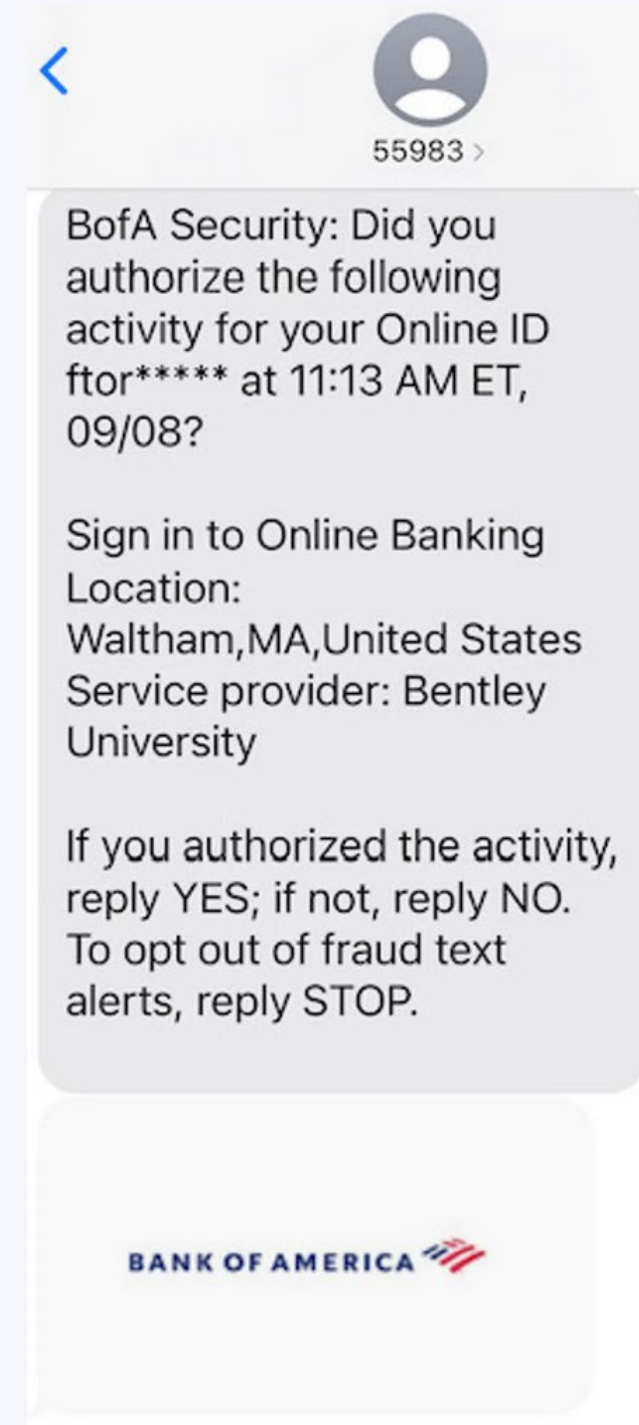 55983 >
BofA Security: Did you
authorize the following
activity for your Online ID
ftor***** at 11:13 AM ET,
09/08?
Sign in to Online Banking
Location:
Waltham,MA,United States
Service provider: Bentley
University
If you authorized the activity,
reply YES; if not, reply NO.
To opt out of fraud text
alerts, reply STOP.
BANK OF AMERICA